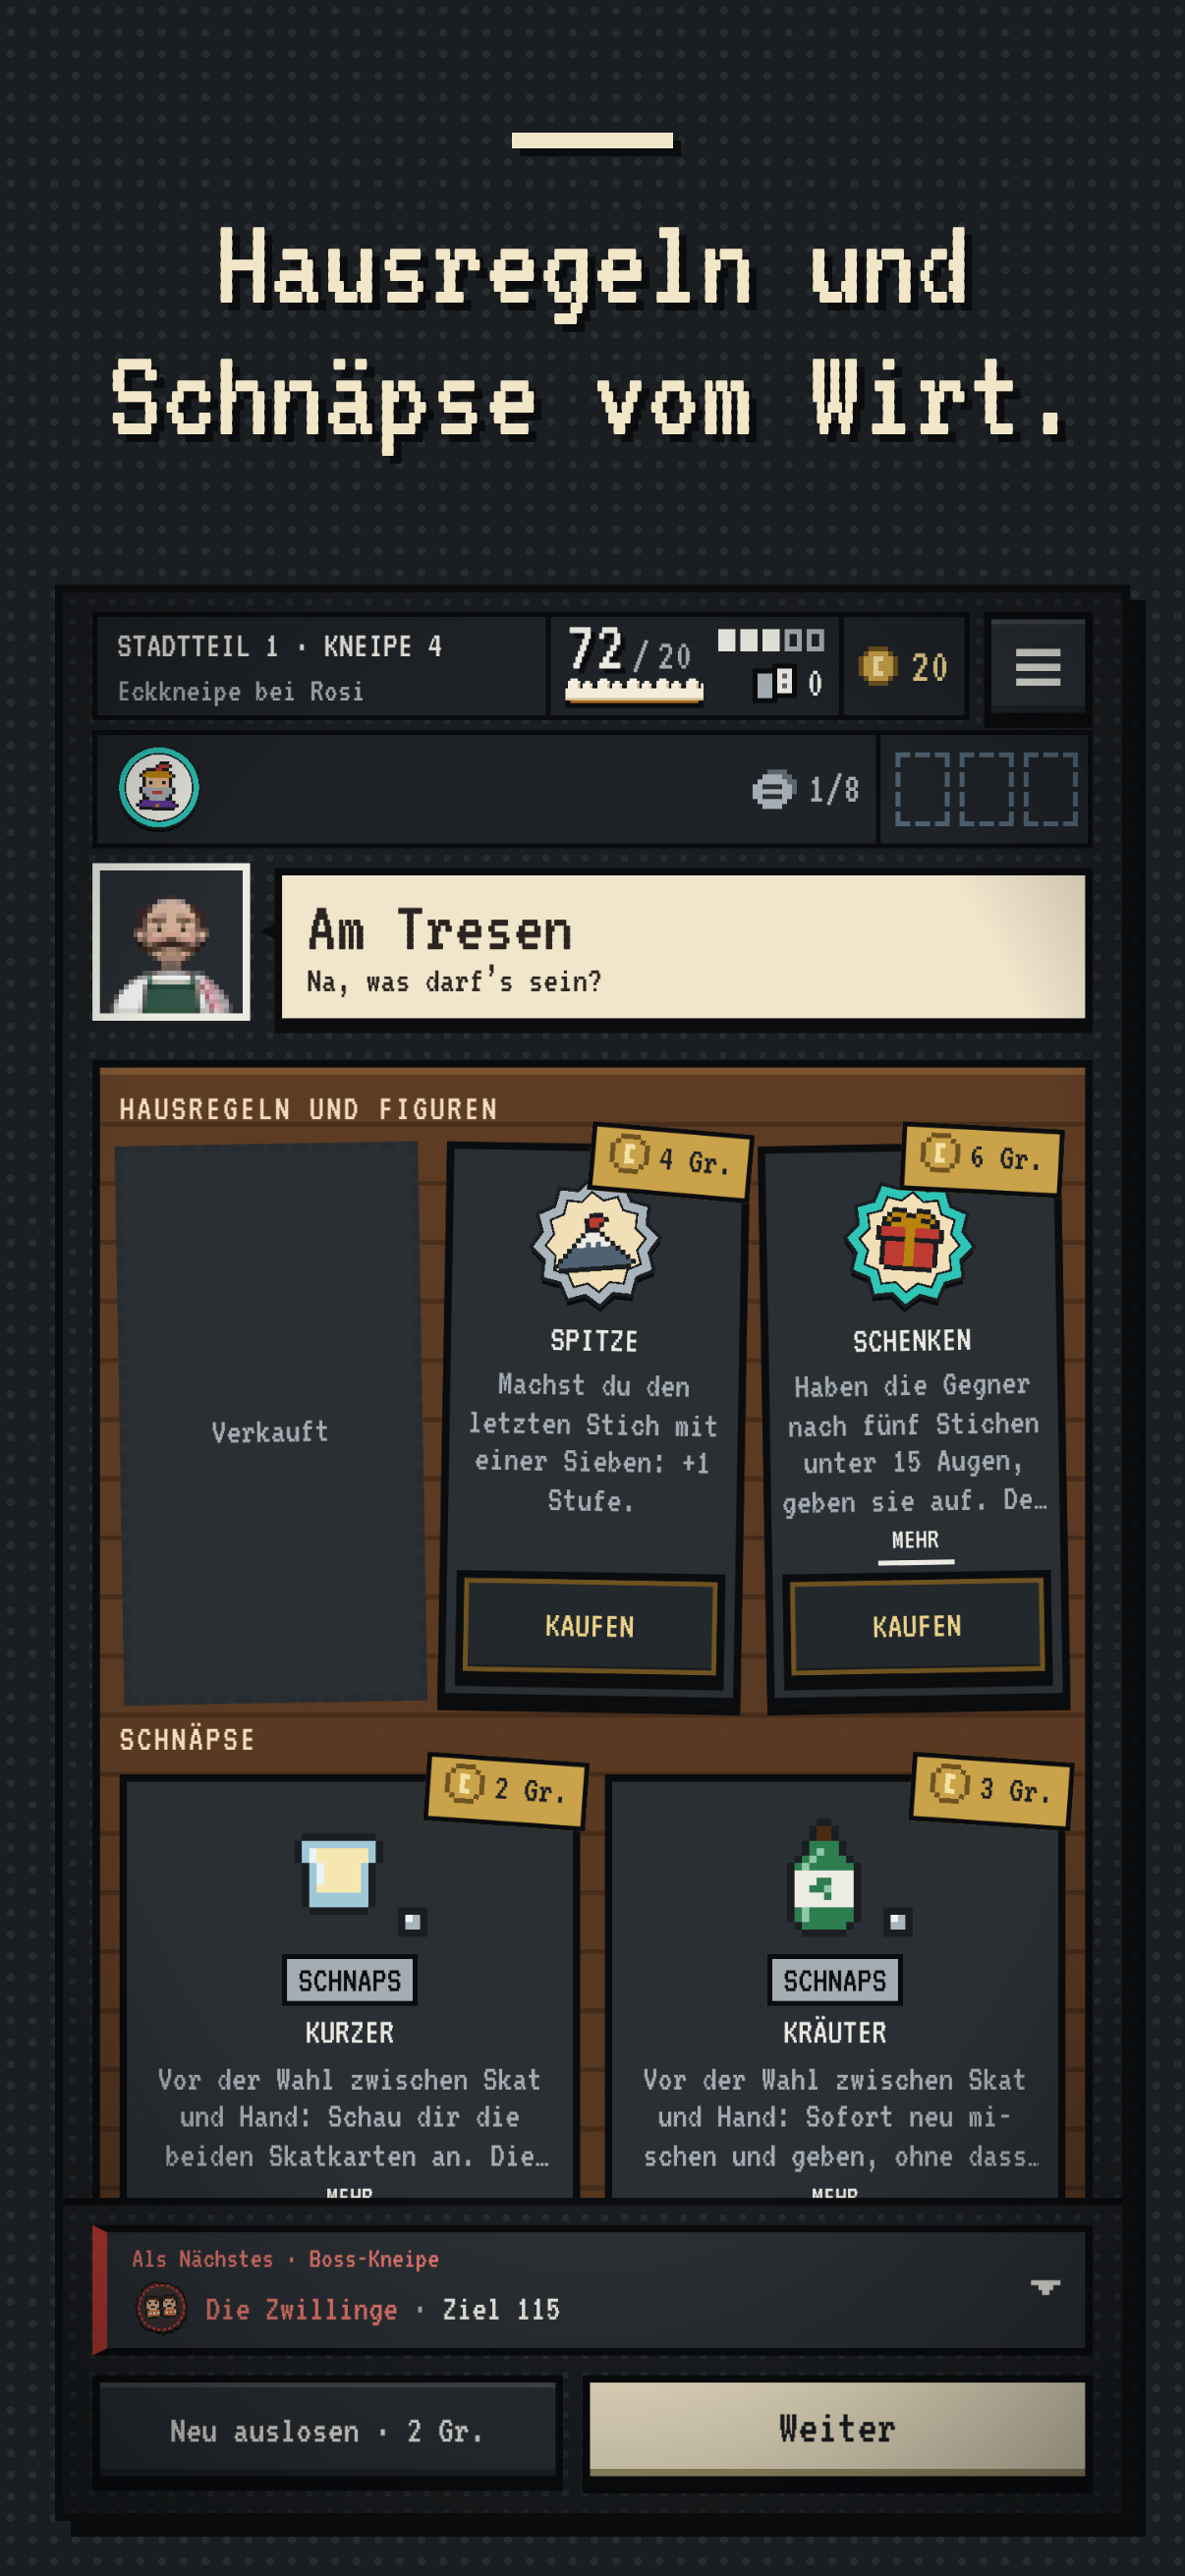 Hausregeln und
Schnäpse vom Wirt.
STADTTEIL 1 · KNEIPE 4
Eckkneipe bei Rosi
72/20
0
20
1/8
Am Tresen
Na, was darf's sein?
HAUSREGELN UND FIGUREN
Verkauft
4 Gr.
SPITZE
Machst du den
letzten Stich mit
einer Sieben: +1
Stufe.
KAUFEN
6 Gr.
SCHENKEN
Haben die Gegner
nach fünf Stichen
unter 15 Augen,
geben sie auf. De…
MEHR
KAUFEN
SCHNÄPSE
2 Gr.
SCHNAPS
KURZER
Vor der Wahl zwischen Skat
und Hand: Schau dir die
beiden Skatkarten an. Die…
MEHR
3 Gr.
SCHNAPS
KRÄUTER
Vor der Wahl zwischen Skat
und Hand: Sofort neu mi-
schen und geben, ohne dass…
MEHR
Als Nächstes · Boss-Kneipe
Die Zwillinge · Ziel 115
Neu auslosen · 2 Gr.
Weiter